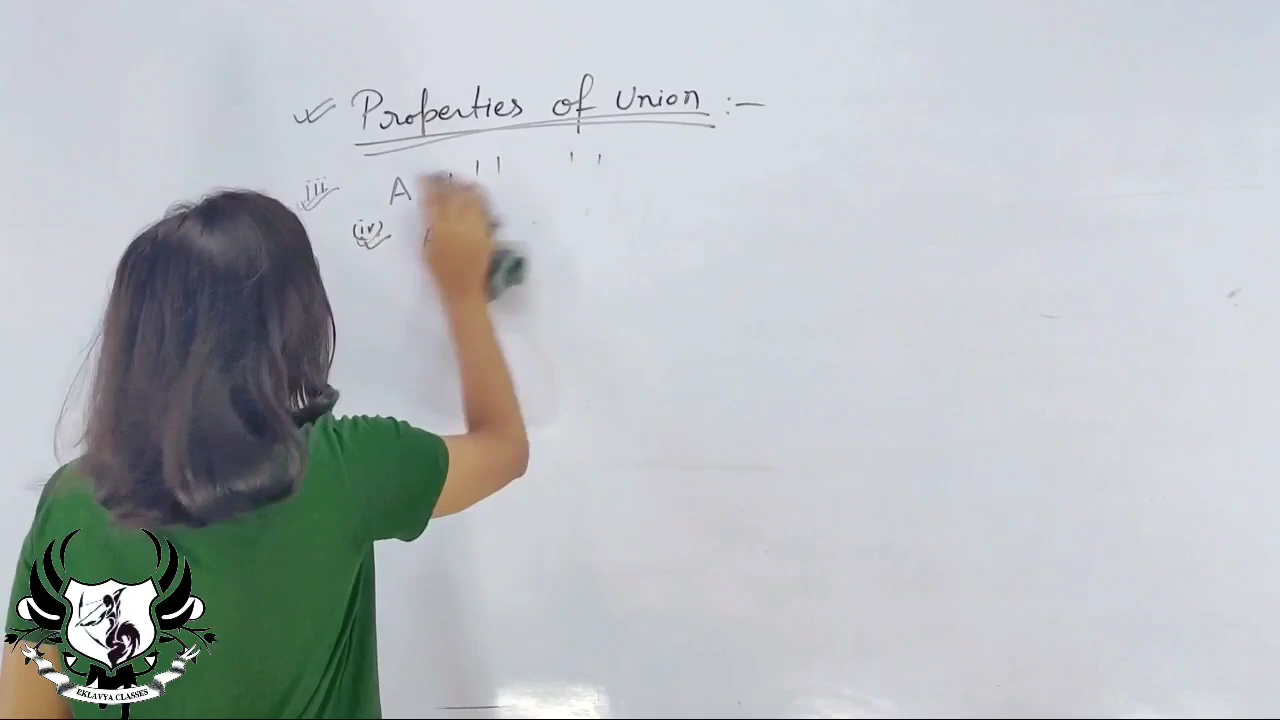 ✓ Properties of Union :-
iii A
(iv)
EKLAVYA CLASSES